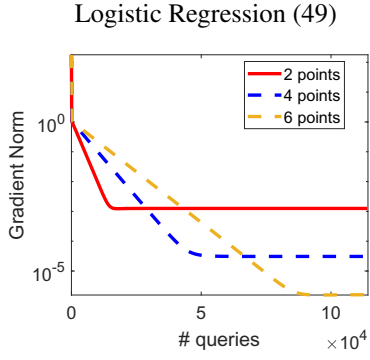 Logistic Regression (49)
Gradient Norm
10^0
10^-5
2 points
4 points
6 points
0
5
10
# queries
×10^4